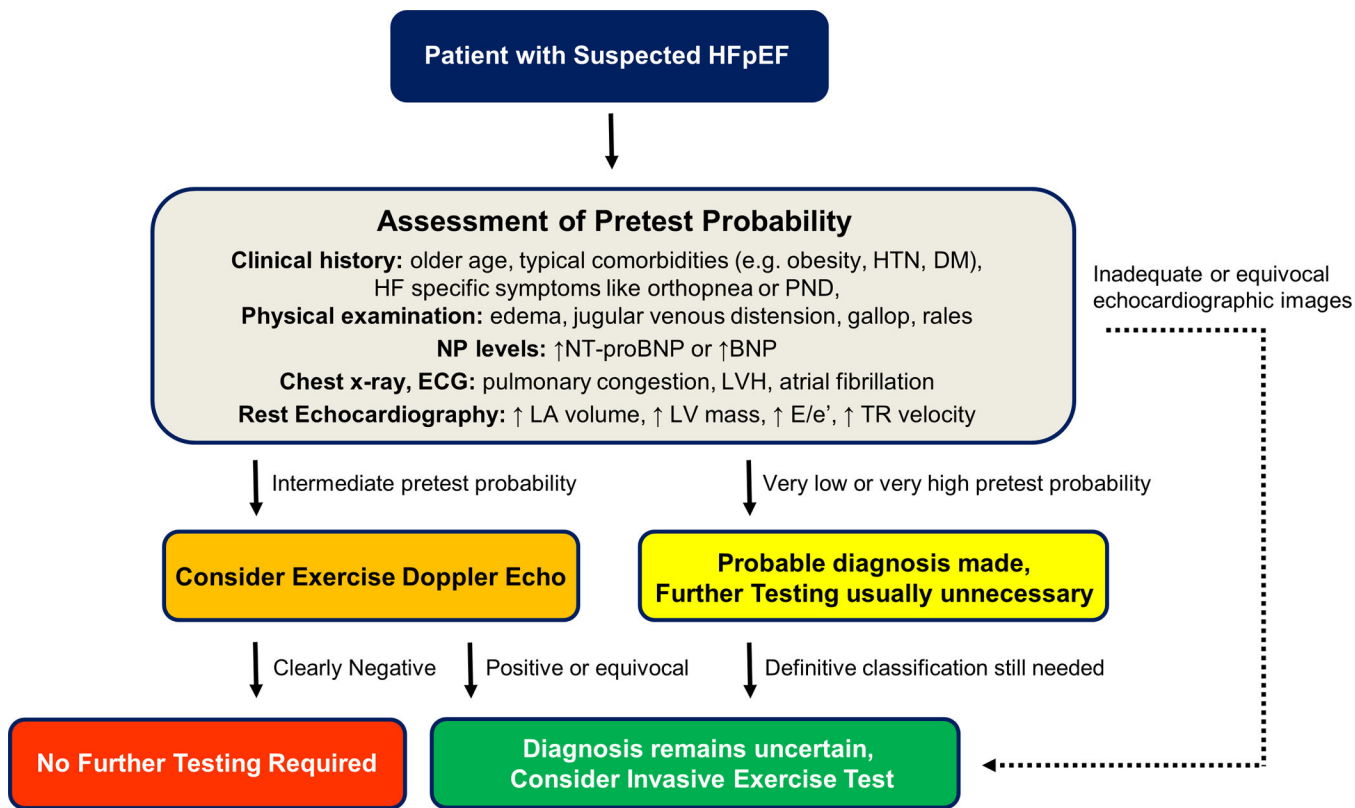 Patient with Suspected HFpEF
Assessment of Pretest Probability
Clinical history: older age, typical comorbidities (e.g. obesity, HTN, DM),
HF specific symptoms like orthopnea or PND,
Physical examination: edema, jugular venous distension, gallop, rales
NP levels: ↑NT-proBNP or ↑BNP
Chest x-ray, ECG: pulmonary congestion, LVH, atrial fibrillation
Rest Echocardiography: ↑ LA volume, ↑ LV mass, ↑ E/e’, ↑ TR velocity
Inadequate or equivocal
echocardiographic images
Intermediate pretest probability
Very low or very high pretest probability
Consider Exercise Doppler Echo
Probable diagnosis made,
Further Testing usually unnecessary
Clearly Negative
Positive or equivocal
Definitive classification still needed
No Further Testing Required
Diagnosis remains uncertain,
Consider Invasive Exercise Test